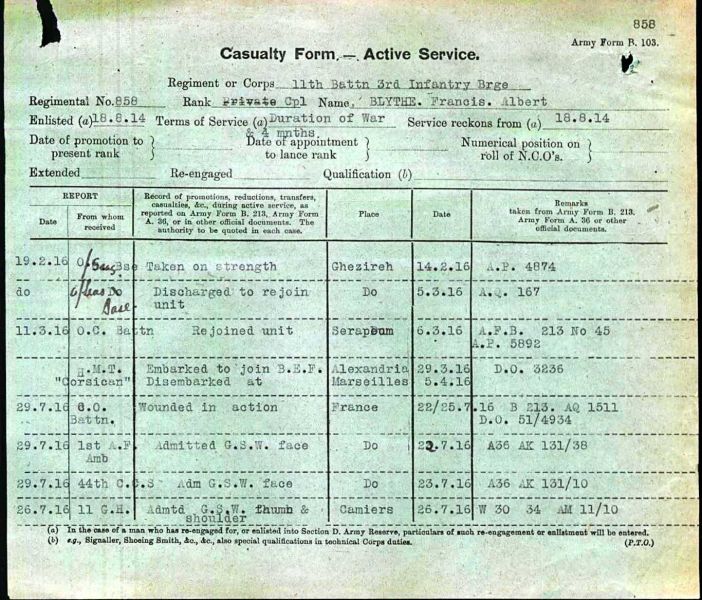 858
Army Form B. 103.
Casualty Form.— Active Service.
Regiment or Corps 11th Battn 3rd Infantry Brge
Regimental No. 858 Rank Private Cpl Name, BLYTHE. Francis. Albert
Enlisted (a) 18.8.14 Terms of Service (a) Duration of War & 4 mnths. Service reckons from (a) 18.8.14
Date of promotion to present rank } Date of appointment to lance rank } Numerical position on roll of N.C.O's. }
Extended Re-engaged Qualification (b)
REPORT
Date
From whom received
Record of promotions, reductions, transfers, casualties, &c., during active service, as reported on Army Form B. 213, Army Form A. 36, or in other official documents. The authority to be quoted in each case.
Place
Date
Remarks taken from Army Form B. 213. Army Form A. 36 or other official documents.
19.2.16 Bse Taken on strength Ghezireh 14.2.16 A.P. 4874
do Base Discharged to rejoin unit Do 5.3.16 A.Q. 167
11.3.16 O.C. Battn Rejoined unit Serapeum 6.3.16 A.F.B. 213 No 45
A.P. 5892
H.M.T. Embarked to join B.E.F. Alexandria 29.3.16 D.O. 3236
"Corsican" Disembarked at Marseilles 5.4.16
29.7.16 C.O. Battn. Wounded in action France 22/25.7.16 B 213. AQ 1511
D.O. 51/4934
29.7.16 1st A.F. Amb Admitted G.S.W. face Do 22.7.16 A36 AK 131/38
29.7.16 44th C.C.S Adm G.S.W. face Do 23.7.16 A36 AK 131/10
26.7.16 11 G.H. Admtd G.S.W. thumb & shoulder Camiers 26.7.16 W 30 34 AM 11/10
(a) In the case of a man who has re-engaged for, or enlisted into Section D. Army Reserve, particulars of such re-engagement or enlistment will be entered.
(b) e.g., Signaller, Shoeing Smith, &c., &c., also special qualifications in technical Corps duties. (P.T.O.)